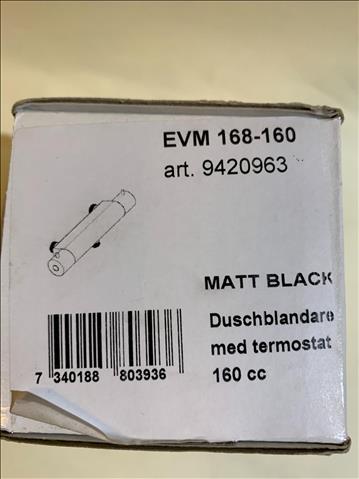 EVM 168-160
art. 9420963
MATT BLACK
Duschblandare
med termostat
160 cc
7 340188 803936